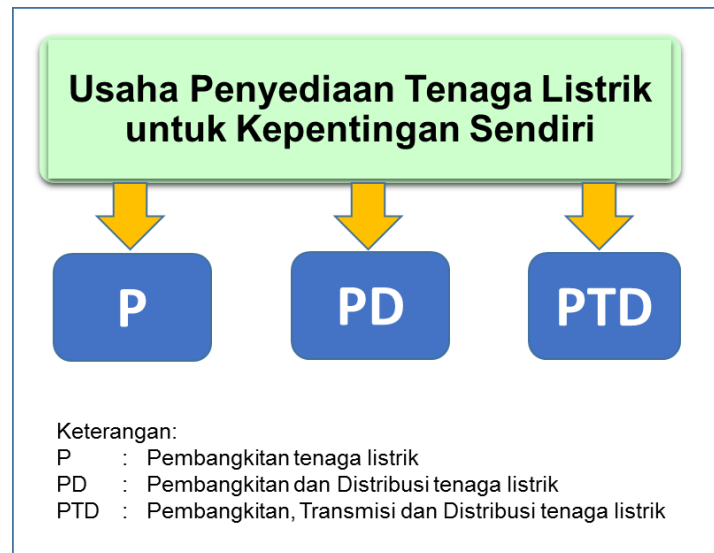 Usaha Penyediaan Tenaga Listrik
untuk Kepentingan Sendiri
P
PD
PTD
Keterangan:
P : Pembangkitan tenaga listrik
PD : Pembangkitan dan Distribusi tenaga listrik
PTD : Pembangkitan, Transmisi dan Distribusi tenaga listrik